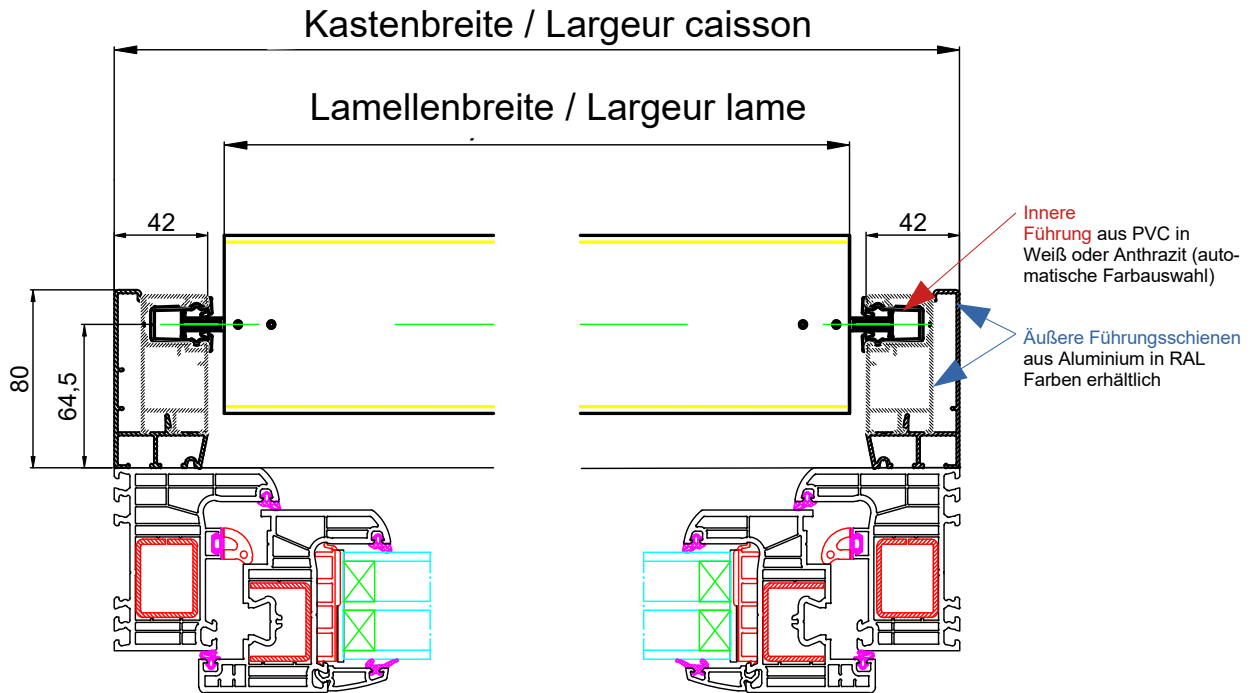 Kastenbreite / Largeur caisson
Lamellenbreite / Largeur lame
42
42
Innere
Führung aus PVC in
Weiß oder Anthrazit (auto-
matische Farbauswahl)
Äußere Führungsschienen
aus Aluminium in RAL
Farben erhältlich
80
64,5